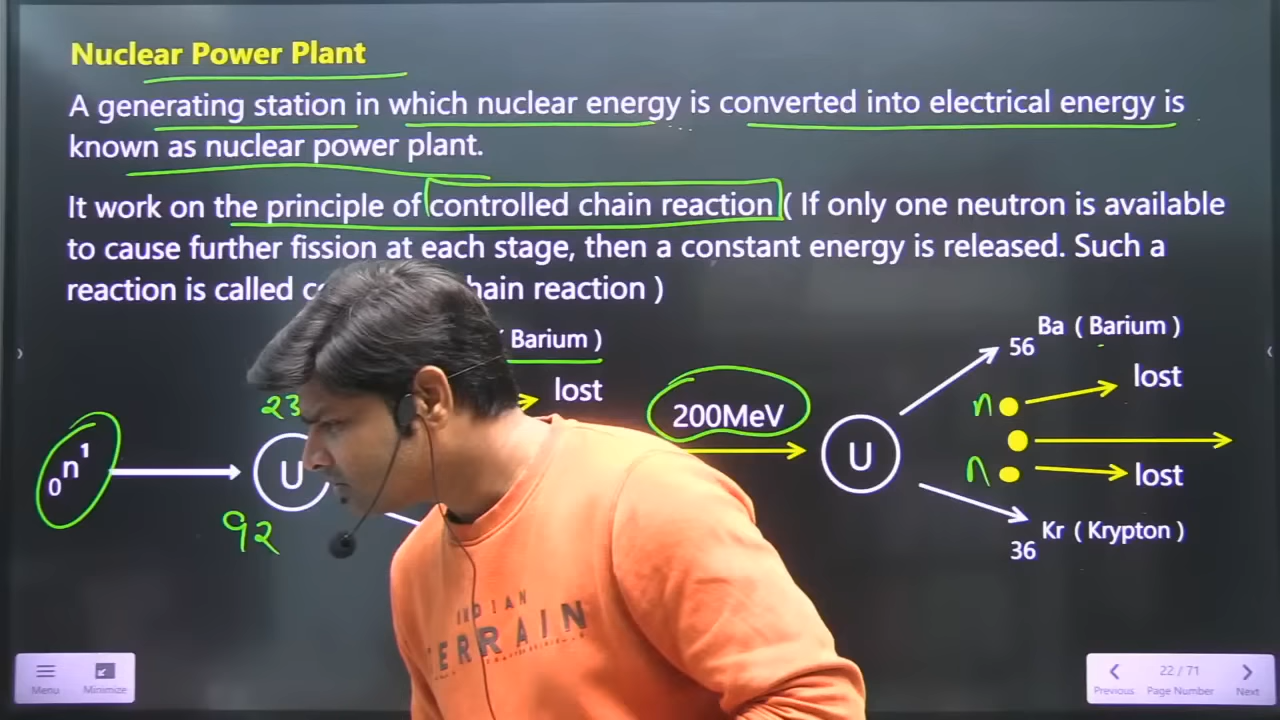 Nuclear Power Plant
A generating station in which nuclear energy is converted into electrical energy is
known as nuclear power plant.
It work on the principle of controlled chain reaction ( If only one neutron is available
to cause further fission at each stage, then a constant energy is released. Such a
reaction is called hain reaction )
( Barium )
Ba ( Barium )
56
lost
lost
23
200MeV
n
0n1
U
U
n
lost
92
Kr ( Krypton )
36
INDIAN
TERRAIN
Menu
Minimize
22 / 71
Previous
Page Number
Next